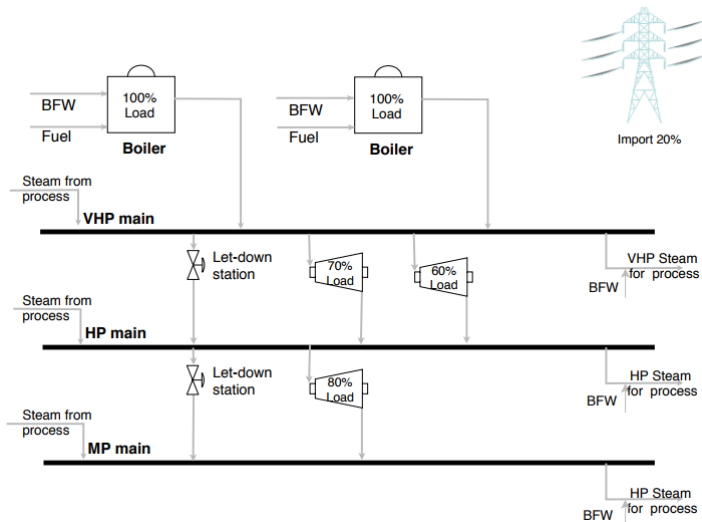 100%
Load
BFW
Fuel
Boiler
100%
Load
BFW
Fuel
Boiler
Import 20%
Steam from
process
VHP main
Let-down
station
70%
Load
60%
Load
VHP Steam
for process
BFW
Steam from
process
HP main
Let-down
station
80%
Load
HP Steam
for process
BFW
Steam from
process
MP main
HP Steam
for process
BFW